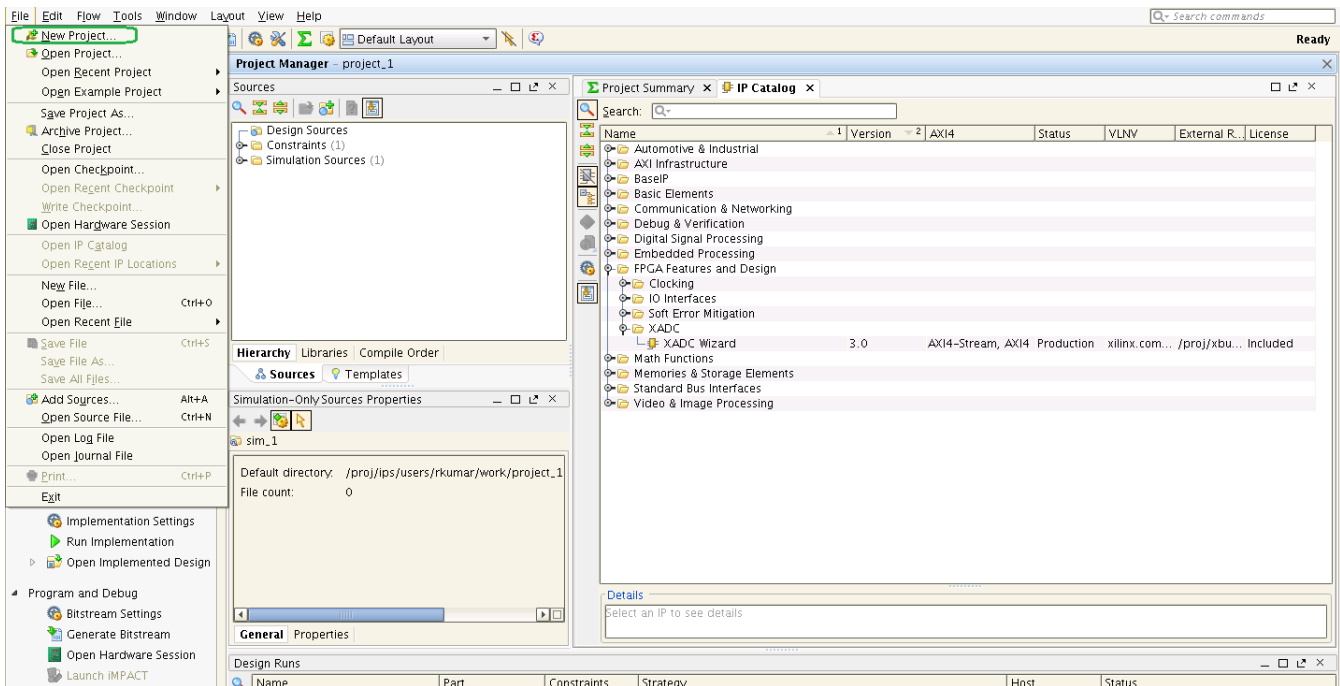 File Edit Flow Tools Window Layout View Help
Search commands
New Project...
Open Project...
Open Recent Project
Open Example Project
Save Project As...
Archive Project...
Close Project
Open Checkpoint...
Open Recent Checkpoint
Write Checkpoint...
Open Hardware Session
Open IP Catalog
Open Recent IP Locations
New File...
Open File... Ctrl+O
Open Recent File
Save File Ctrl+S
Save File As...
Save All Files...
Add Sources... Alt+A
Open Source File... Ctrl+N
Open Log File
Open Journal File
Print... Ctrl+P
Exit
Implementation Settings
Run Implementation
Open Implemented Design
Program and Debug
Bitstream Settings
Generate Bitstream
Open Hardware Session
Launch iMPACT
Default Layout
Ready
Project Manager - project_1
Sources
Design Sources
Constraints (1)
Simulation Sources (1)
Hierarchy Libraries Compile Order
Sources Templates
Simulation-Only Sources Properties
sim_1
Default directory: /proj/ips/users/rkumar/work/project_1
File count: 0
General Properties
Project Summary IP Catalog
Search:
Name 1 Version 2 AXI4 Status VLNV External R... License
Automotive & Industrial
AXI Infrastructure
BaseIP
Basic Elements
Communication & Networking
Debug & Verification
Digital Signal Processing
Embedded Processing
FPGA Features and Design
Clocking
IO Interfaces
Soft Error Mitigation
XADC
XADC Wizard 3.0 AXI4-Stream, AXI4 Production xilinx.com... /proj/xbu... Included
Math Functions
Memories & Storage Elements
Standard Bus Interfaces
Video & Image Processing
Details
Select an IP to see details
Design Runs
Name Part Constraints Strategy Host Status